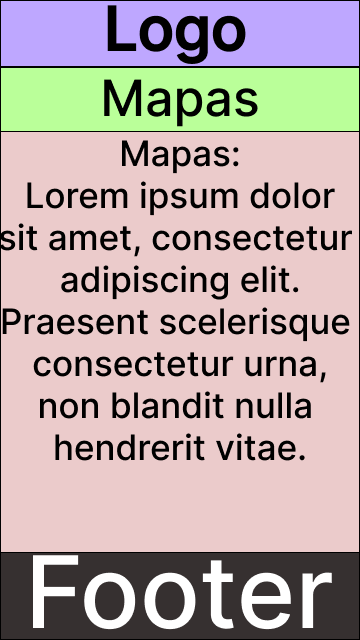 Logo
Mapas
Mapas:
Lorem ipsum dolor
sit amet, consectetur
adipiscing elit.
Praesent scelerisque
consectetur urna,
non blandit nulla
hendrerit vitae.
Footer